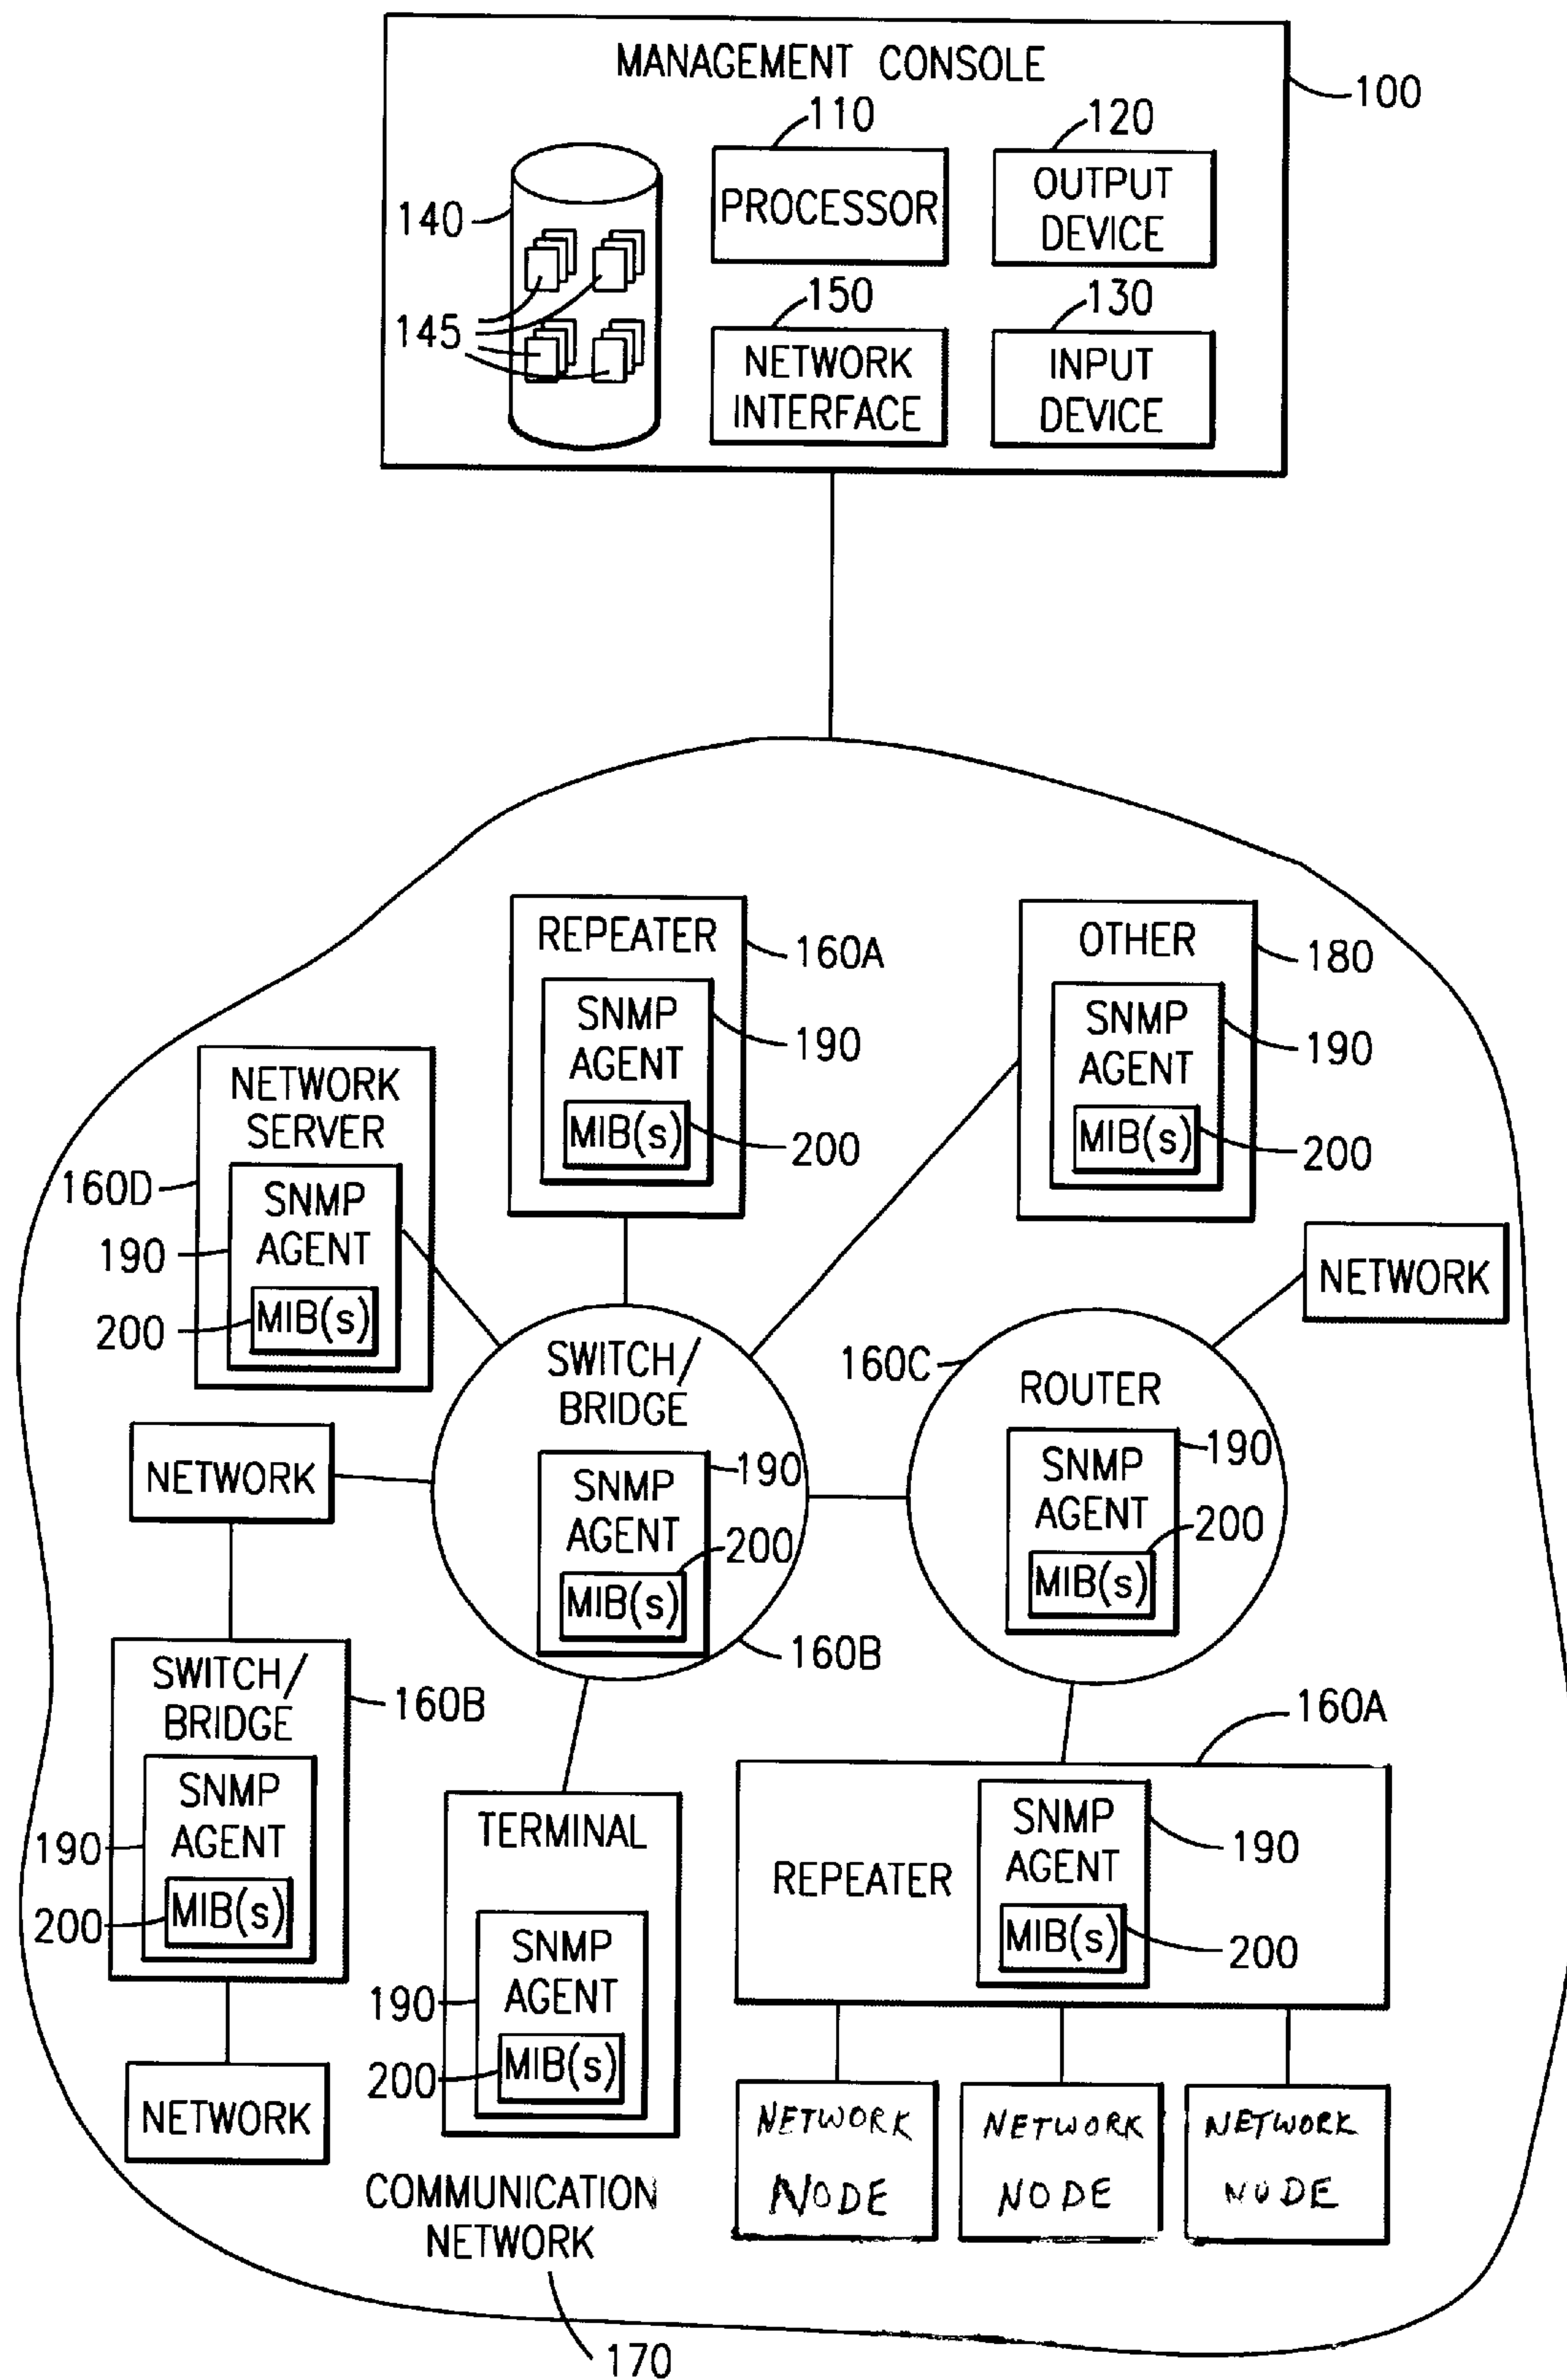 MANAGEMENT CONSOLE
100
110
120
PROCESSOR
OUTPUT
DEVICE
140
150
130
145
NETWORK
INTERFACE
INPUT
DEVICE
REPEATER
160A
SNMP
AGENT
190
MIB(s)
200
OTHER
180
SNMP
AGENT
190
MIB(s)
200
NETWORK
SERVER
160D
SNMP
AGENT
190
MIB(s)
200
NETWORK
SWITCH/
BRIDGE
190
SNMP
AGENT
200
MIB(s)
160B
160C
ROUTER
190
SNMP
AGENT
200
MIB(s)
NETWORK
SWITCH/
BRIDGE
160B
SNMP
AGENT
190
MIB(s)
200
NETWORK
TERMINAL
SNMP
AGENT
190
MIB(s)
200
160A
REPEATER
SNMP
AGENT
190
MIB(s)
200
NETWORK
NODE
NETWORK
NODE
NETWORK
NODE
COMMUNICATION
NETWORK
170